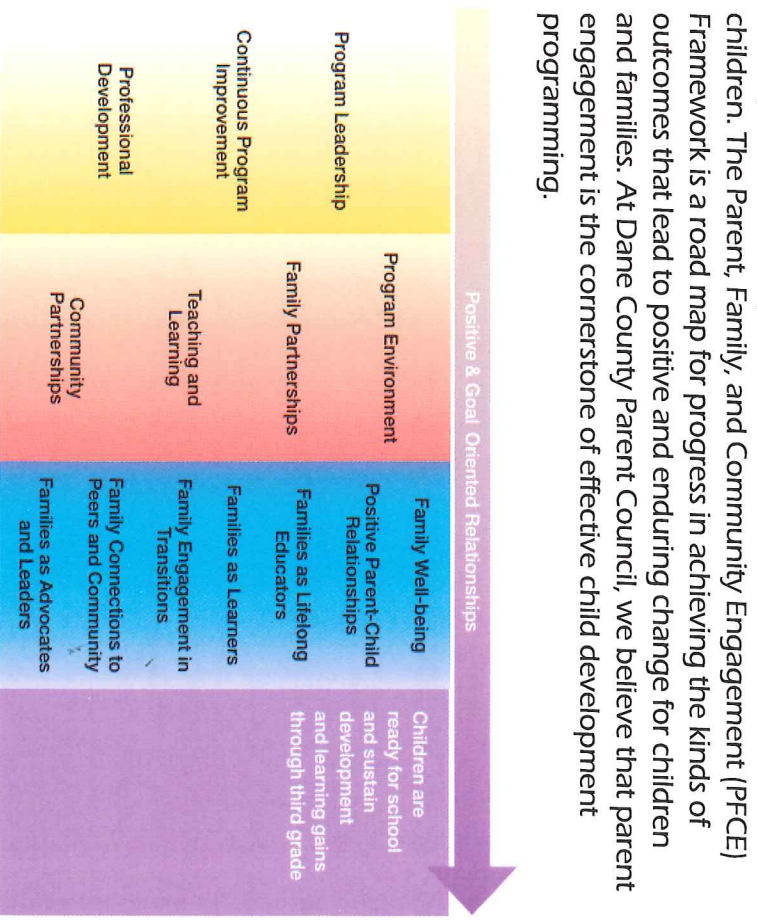 children. The Parent, Family, and Community Engagement (PFCE)
Framework is a road map for progress in achieving the kinds of
outcomes that lead to positive and enduring change for children
and families. At Dane County Parent Council, we believe that parent
engagement is the cornerstone of effective child development
programming.
Positive & Goal Oriented Relationships
Program Leadership
Continuous Program
Improvement
Professional
Development
Program Environment
Family Partnerships
Teaching and
Learning
Community
Partnerships
Family Well-being
Positive Parent-Child
Relationships
Families as Lifelong
Educators
Families as Learners
Family Engagement in
Transitions
Family Connections to
Peers and Community
Families as Advocates
and Leaders
Children are
ready for school
and sustain
development
and learning gains
through third grade